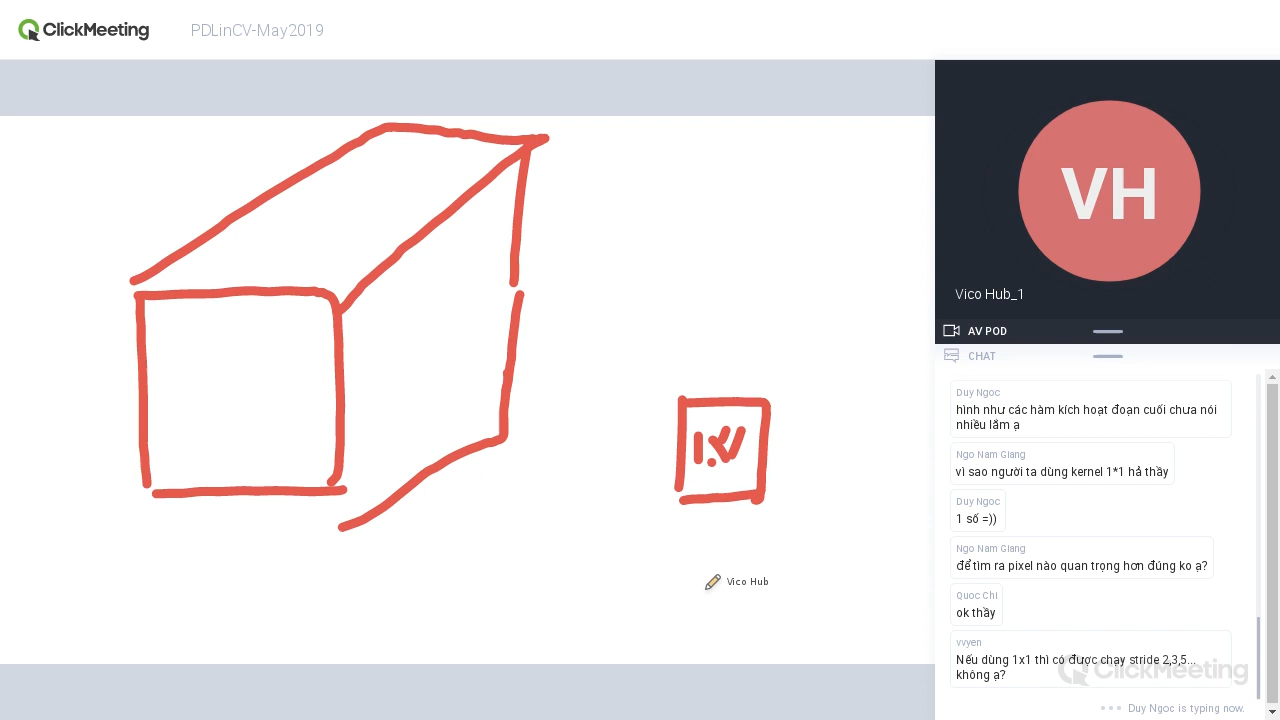 ClickMeeting
PDLinCV-May2019
VH
Vico Hub_1
AV POD
CHAT
Duy Ngoc
hình như các hàm kích hoạt đoạn cuối chưa nói
nhiều lắm ạ
Ngo Nam Giang
vì sao người ta dùng kernel 1*1 hả thầy
Duy Ngoc
1 số =))
Ngo Nam Giang
để tìm ra pixel nào quan trọng hơn đúng ko ạ?
Quoc Chi
ok thầy
vvyen
Nếu dùng 1x1 thì có được chạy stride 2,3,5...
không ạ?
ClickMeeting
Duy Ngoc is typing now.
Vico Hub